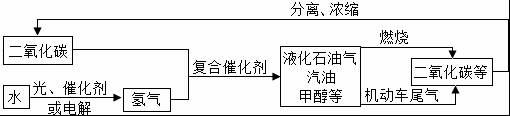 分离、浓缩
二氧化碳
水
光、催化剂
或电解
氢气
复合催化剂
液化石油气
汽油
甲醇等
燃烧
机动车尾气
二氧化碳等